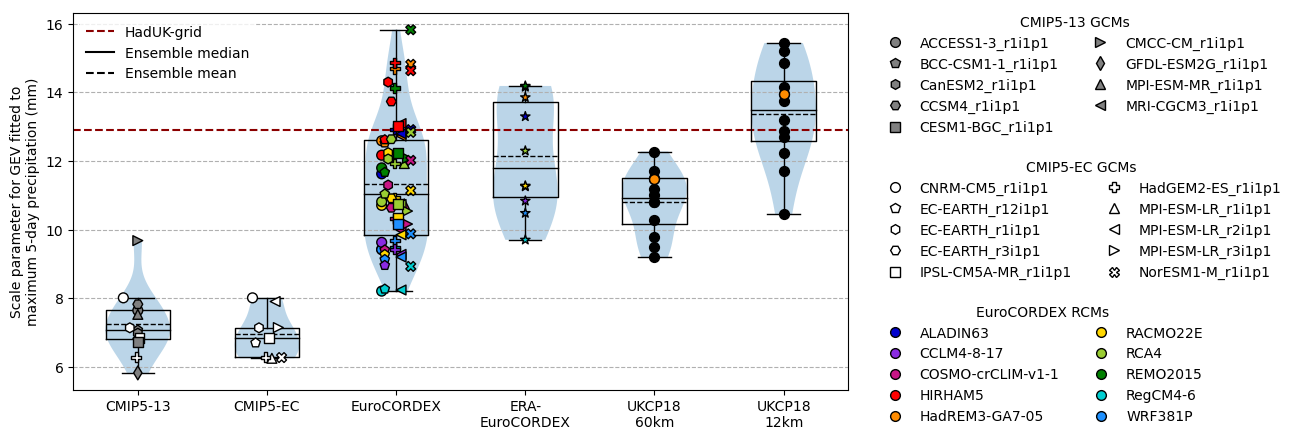 Scale parameter for GEV (fitted to
maximum 5-day precipitation (mm)
16
14
12
10
8
6
HadUK-grid
Ensemble median
Ensemble mean
CMIP5-13
CMIP5-EC
EuroCORDEX
ERA-
EuroCORDEX
UKCP18
60km
UKCP18
12km
CMIP5-13 GCMs
ACCESS1-3_r1i1p1
BCC-CSM1-1_r1i1p1
CanESM2_r1i1p1
CCSM4_r1i1p1
CESM1-BGC_r1i1p1
CMCC-CM_r1i1p1
GFDL-ESM2G_r1i1p1
MPI-ESM-MR_r1i1p1
MRI-CGCM3_r1i1p1
CMIP5-EC GCMs
CNRM-CM5_r1i1p1
EC-EARTH_r12i1p1
EC-EARTH_r1i1p1
EC-EARTH_r3i1p1
IPSL-CM5A-MR_r1i1p1
HadGEM2-ES_r1i1p1
MPI-ESM-LR_r1i1p1
MPI-ESM-LR_r2i1p1
MPI-ESM-LR_r3i1p1
NorESM1-M_r1i1p1
EuroCORDEX RCMs
ALADIN63
CCLM4-8-17
COSMO-crCLIM-v1-1
HIRHAM5
HadREM3-GA7-05
RACMO22E
RCA4
REMO2015
RegCM4-6
WRF381P